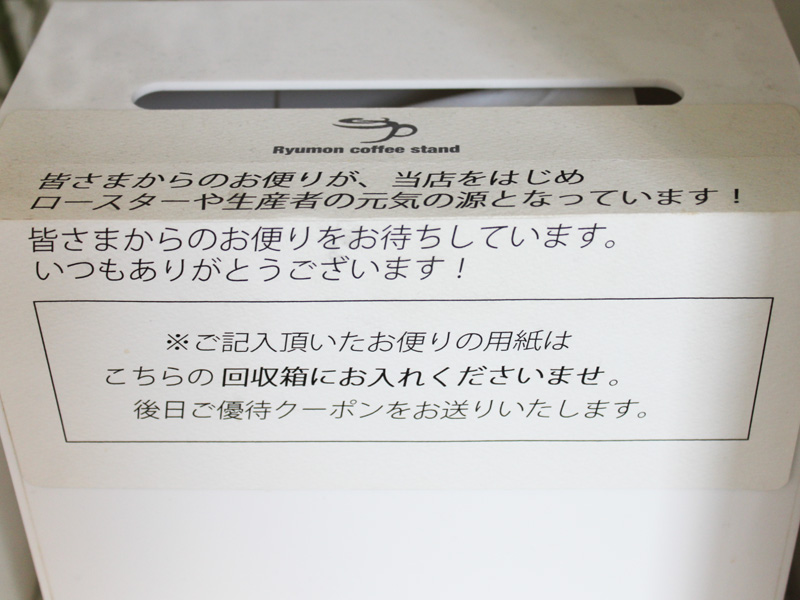 Ryumon coffee stand
皆さまからのお便りが、当店をはじめ
ロースターや生産者の元気の源となっています！
皆さまからのお便りをお待ちしています。
いつもありがとうございます！
※ご記入頂いたお便りの用紙は
こちらの 回収箱にお入れくださいませ。
後日ご優待クーポンをお送りいたします。